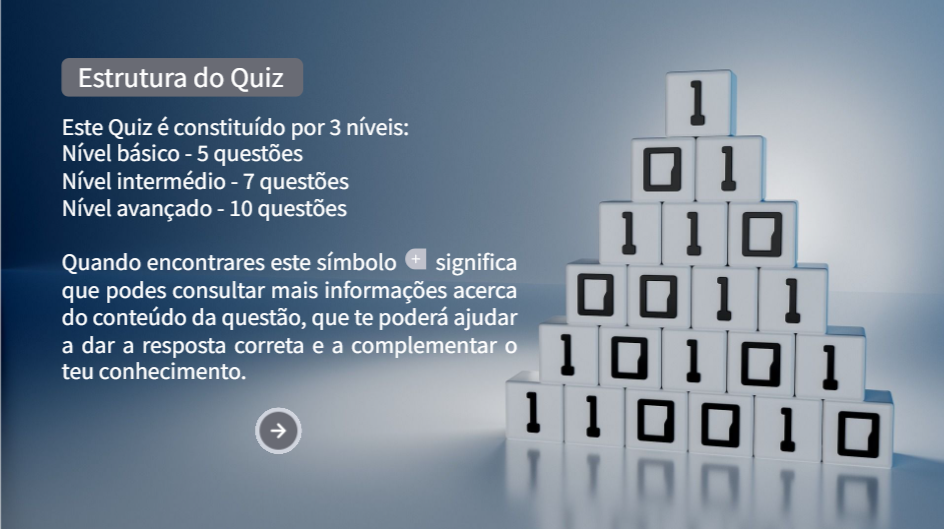 Estrutura do Quiz
Este Quiz é constituído por 3 níveis:
Nível básico - 5 questões
Nível intermédio - 7 questões
Nível avançado - 10 questões
Quando encontrares este símbolo + significa
que podes consultar mais informações acerca
do conteúdo da questão, que te poderá ajudar
a dar a resposta correta e a complementar o
teu conhecimento.
1
0 1
1 1 0
0 0 1 1
1 0 1 0 1
1 1 0 0 1 0